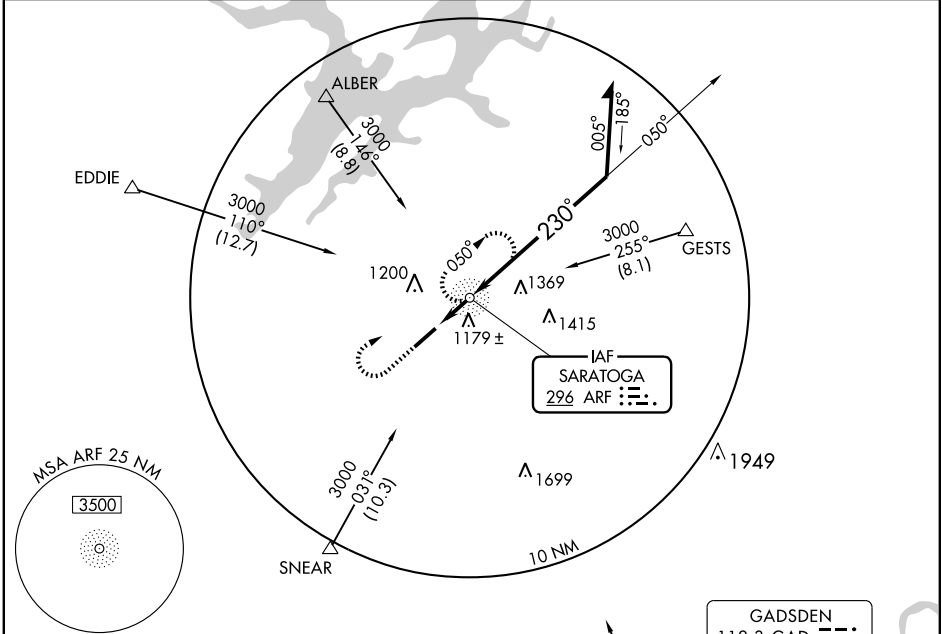 ALBER
3000
146°
(8.8)
EDDIE
3000
110°
(12.7)
005°
185°
050°
230°
3000
255°
(8.1)
GESTS
050°
1200
1369
1415
1179 ±
IAF
SARATOGA
296 ARF
MSA ARF 25 NM
3500
3000
031°
(10.3)
SNEAR
1699
1949
10 NM
GADSDEN